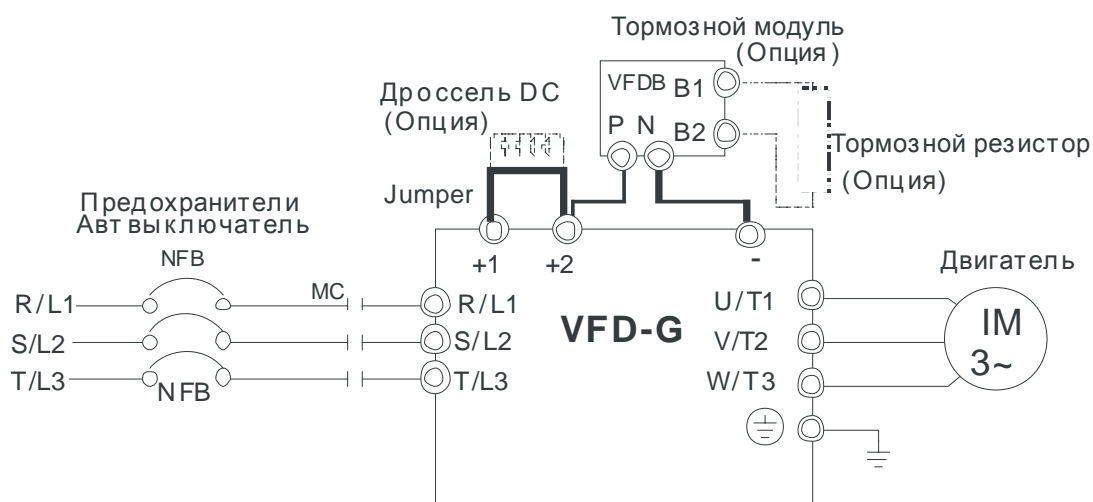 Тормозной модуль
(Опция)
VFDB B1
Дроссель DC
(Опция)
P N B2
Тормозной резистор
(Опция)
Jumper
Предохранители
Авт выключатель
+1 +2 -
NFB
Двигатель
MC
R/L1 R/L1 U/T1
IM
VFD-G
S/L2 S/L2 V/T2
3~
T/L3 NFB T/L3 W/T3